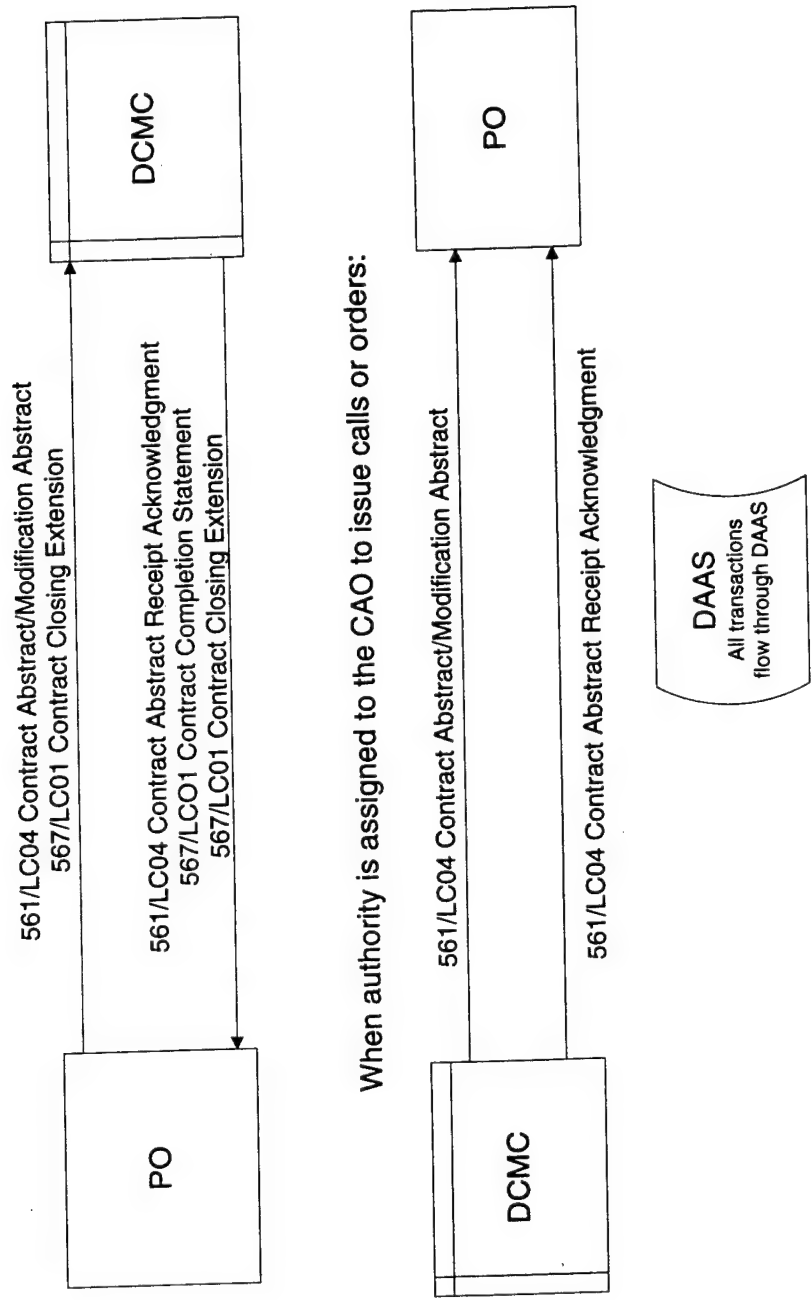 561/LC04 Contract Abstract/Modification Abstract
567/LC01 Contract Closing Extension
PO
DCMC
561/LC04 Contract Abstract Receipt Acknowledgment
567/LCO1 Contract Completion Statement
567/LC01 Contract Closing Extension
When authority is assigned to the CAO to issue calls or orders:
561/LC04 Contract Abstract/Modification Abstract
DCMC
PO
561/LC04 Contract Abstract Receipt Acknowledgment
DAAS
All transactions
flow through DAAS